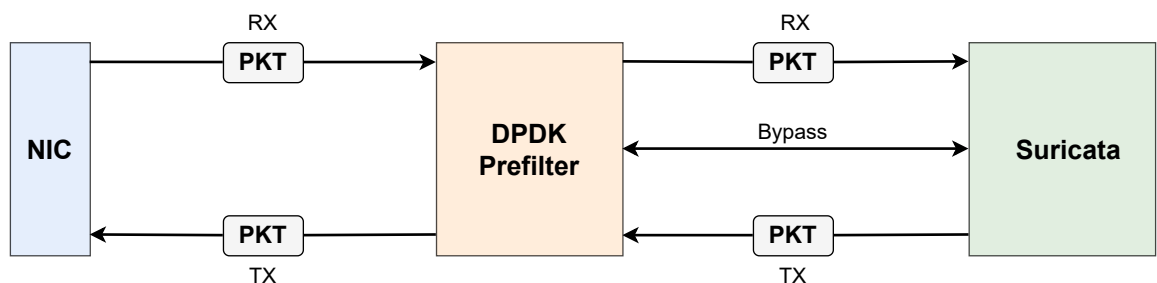 RX
RX
PKT
PKT
NIC
DPDK
Prefilter
Bypass
Suricata
PKT
PKT
TX
TX